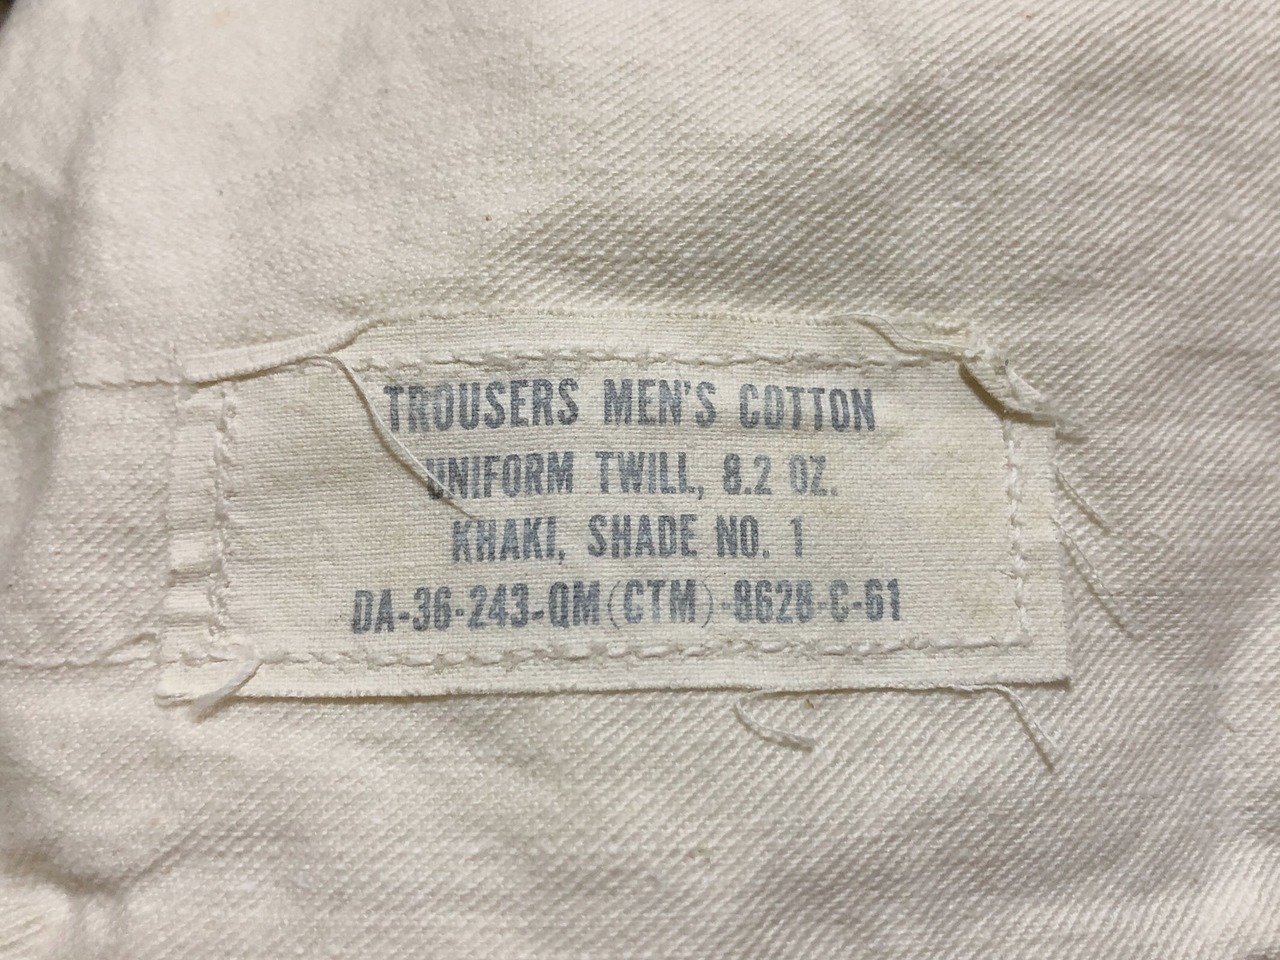 TROUSERS MEN'S COTTON
UNIFORM TWILL, 8.2 OZ.
KHAKI, SHADE NO. 1
DA-36-243-QM(CTM)-8628-C-61